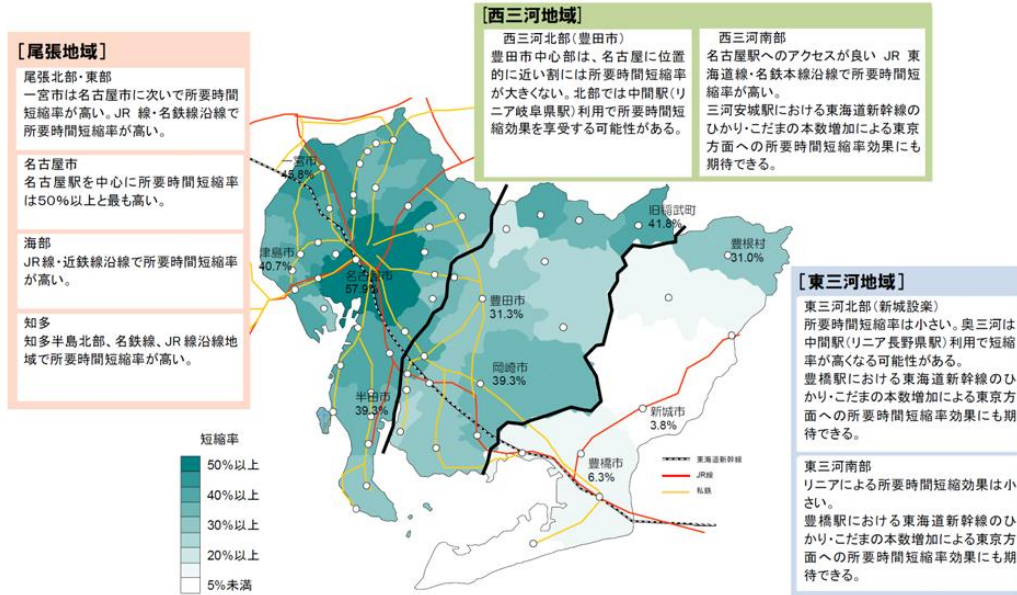 [尾張地域]
尾張北部・東部
一宮市は名古屋市に次いで所要時間
短縮率が高い。JR 線・名鉄線沿線で
所要時間短縮率が高い。
名古屋市
名古屋駅を中心に所要時間短縮率
は50%以上と最も高い。
海部
JR線・近鉄線沿線で所要時間短縮率
が高い。
知多
知多半島北部、名鉄線、JR線沿線地
域で所要時間短縮率が高い。
[西三河地域]
西三河北部(豊田市)
豊田市中心部は、名古屋に位置
的に近い割には所要時間短縮率
が大きくない。北部では中間駅(リ
ニア岐阜県駅)利用で所要時間短
縮効果を享受する可能性がある。
西三河南部
名古屋駅へのアクセスが良い JR 東
海道線・名鉄本線沿線で所要時間短
縮率が高い。
三河安城駅における東海道新幹線の
ひかり・こだまの本数増加による東京
方面への所要時間短縮率効果にも
期待できる。
一宮市
45.8%
津島市
40.7%
名古屋市
57.9%
半田市
39.3%
豊田市
31.3%
岡崎市
39.3%
旧稲武町
41.8%
豊根村
31.0%
新城市
3.8%
豊橋市
6.3%
[東三河地域]
東三河北部(新城設楽)
所要時間短縮率は小さい。奥三河は
中間駅(リニア長野県駅)利用で短縮
率が高くなる可能性がある。
豊橋駅における東海道新幹線のひ
かり・こだまの本数増加による東京方
面への所要時間短縮率効果にも期
待できる。
東三河南部
リニアによる所要時間短縮効果は小
さい。
豊橋駅における東海道新幹線のひ
かり・こだまの本数増加による東京方
面への所要時間短縮率効果にも期
待できる。
短縮率
50%以上
40%以上
30%以上
20%以上
5%未満
東海道新幹線
JR線
私鉄